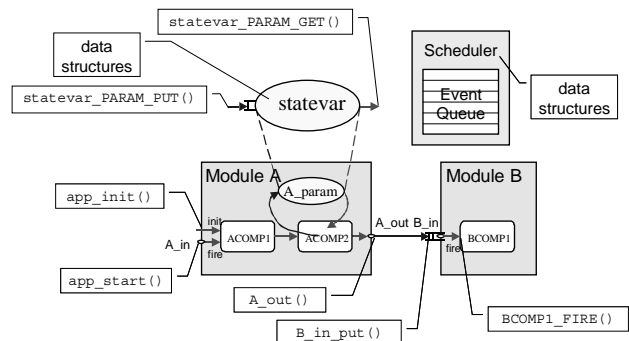 statevar_PARAM_GET()
data
structures
Scheduler
Event
Queue
data
structures
statevar_PARAM_PUT()
statevar
Module A
Module B
A_param
app_init()
init
A_in
fire
ACOMP1
ACOMP2
A_out B_in
fire
BCOMP1
app_start()
A_out()
B_in_put()
BCOMP1_FIRE()